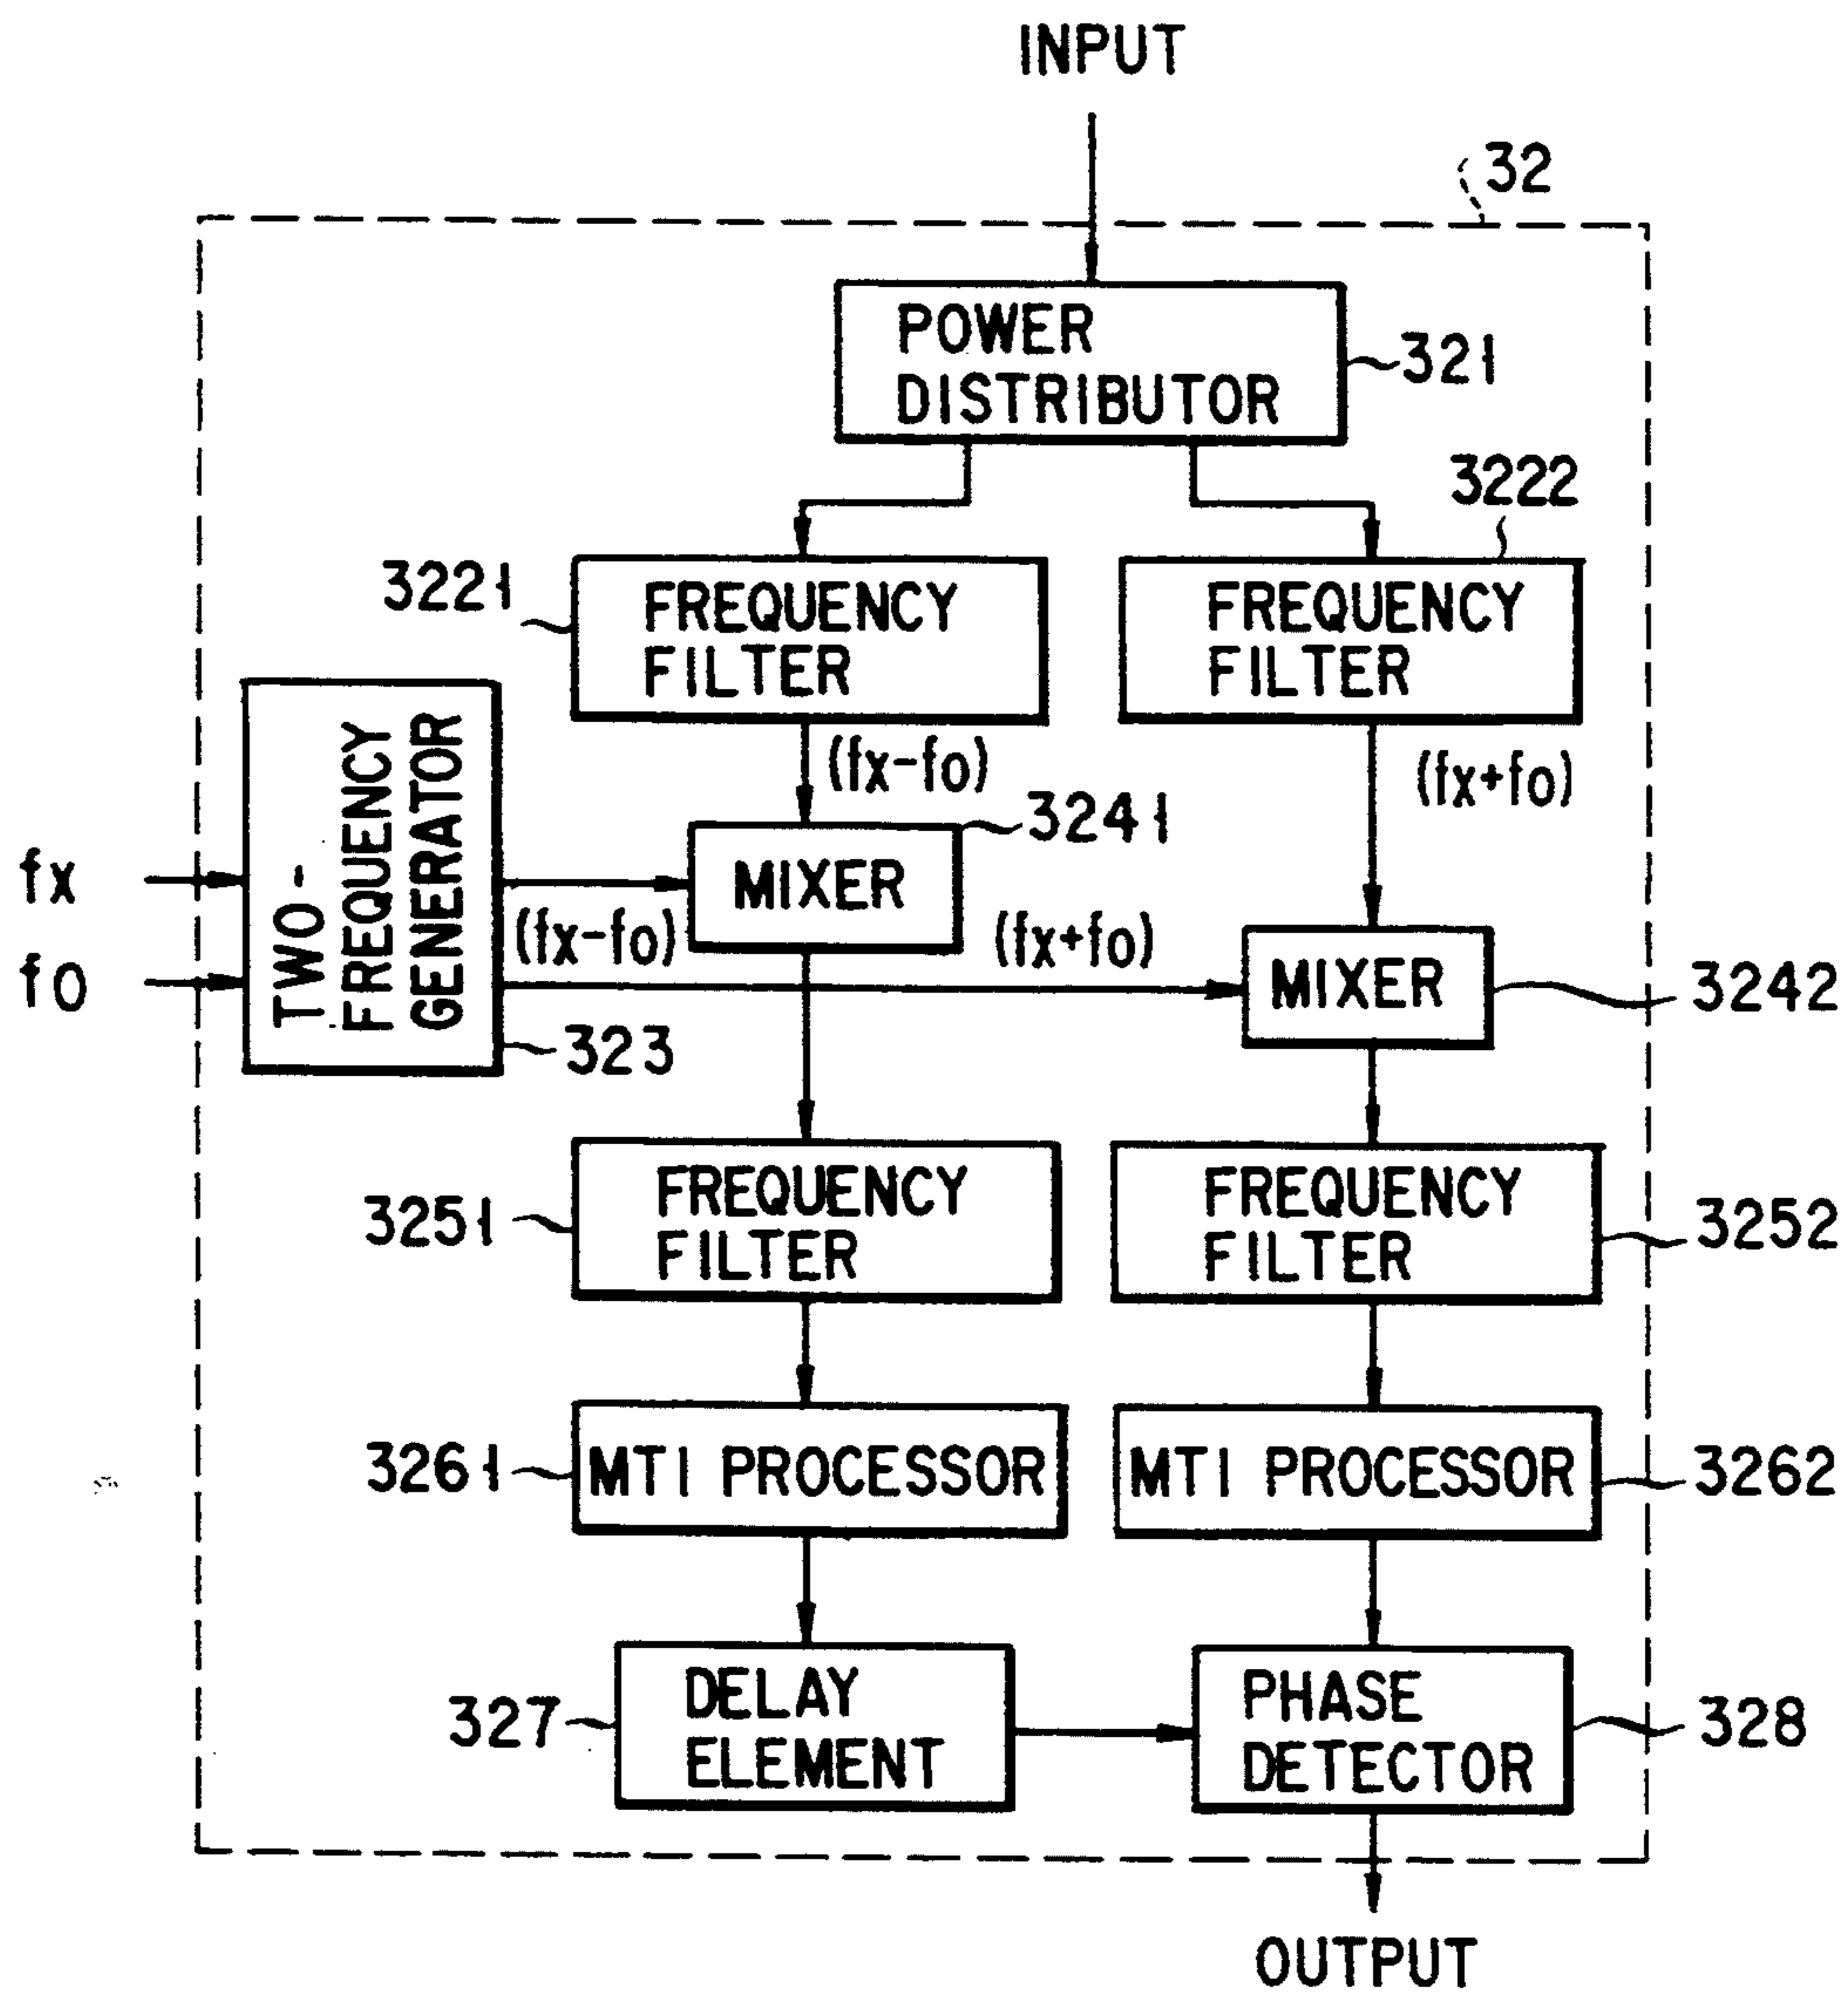 INPUT
32
POWER
DISTRIBUTOR
321
3222
3221
FREQUENCY
FILTER
FREQUENCY
FILTER
(fx-fo)
(fx+fo)
TWO-
FREQUENCY
GENERATOR
3241
MIXER
fx
(fx-fo)
(fx+fo)
fo
MIXER
3242
323
FREQUENCY
FILTER
3251
FREQUENCY
FILTER
3252
3261
MTI PROCESSOR
MTI PROCESSOR
3262
327
DELAY
ELEMENT
PHASE
DETECTOR
328
OUTPUT